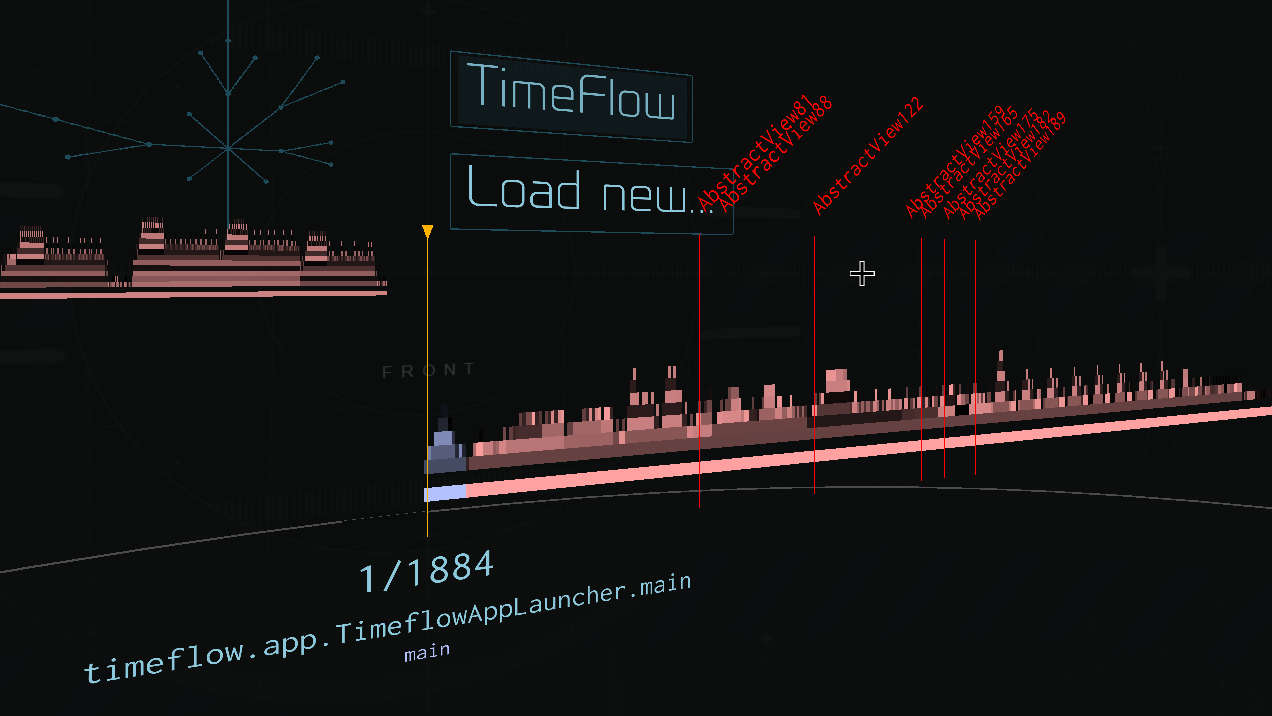 TimeFlow
Load new...
AbstractView81
AbstractView88
AbstractView122
AbstractView159
AbstractView165
AbstractView175
AbstractView182
AbstractView189
FRONT
1/1884
timeflow.app.TimeflowAppLauncher.main
main